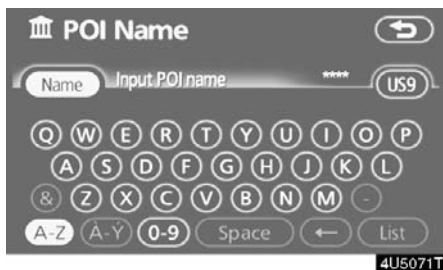 POI Name
Name Input POI name **** US9
Q W E R T Y U I O P
A S D F G H J K L
& Z X C V B N M -
A-Z À-Ý 0-9 Space ← List
4U5071T